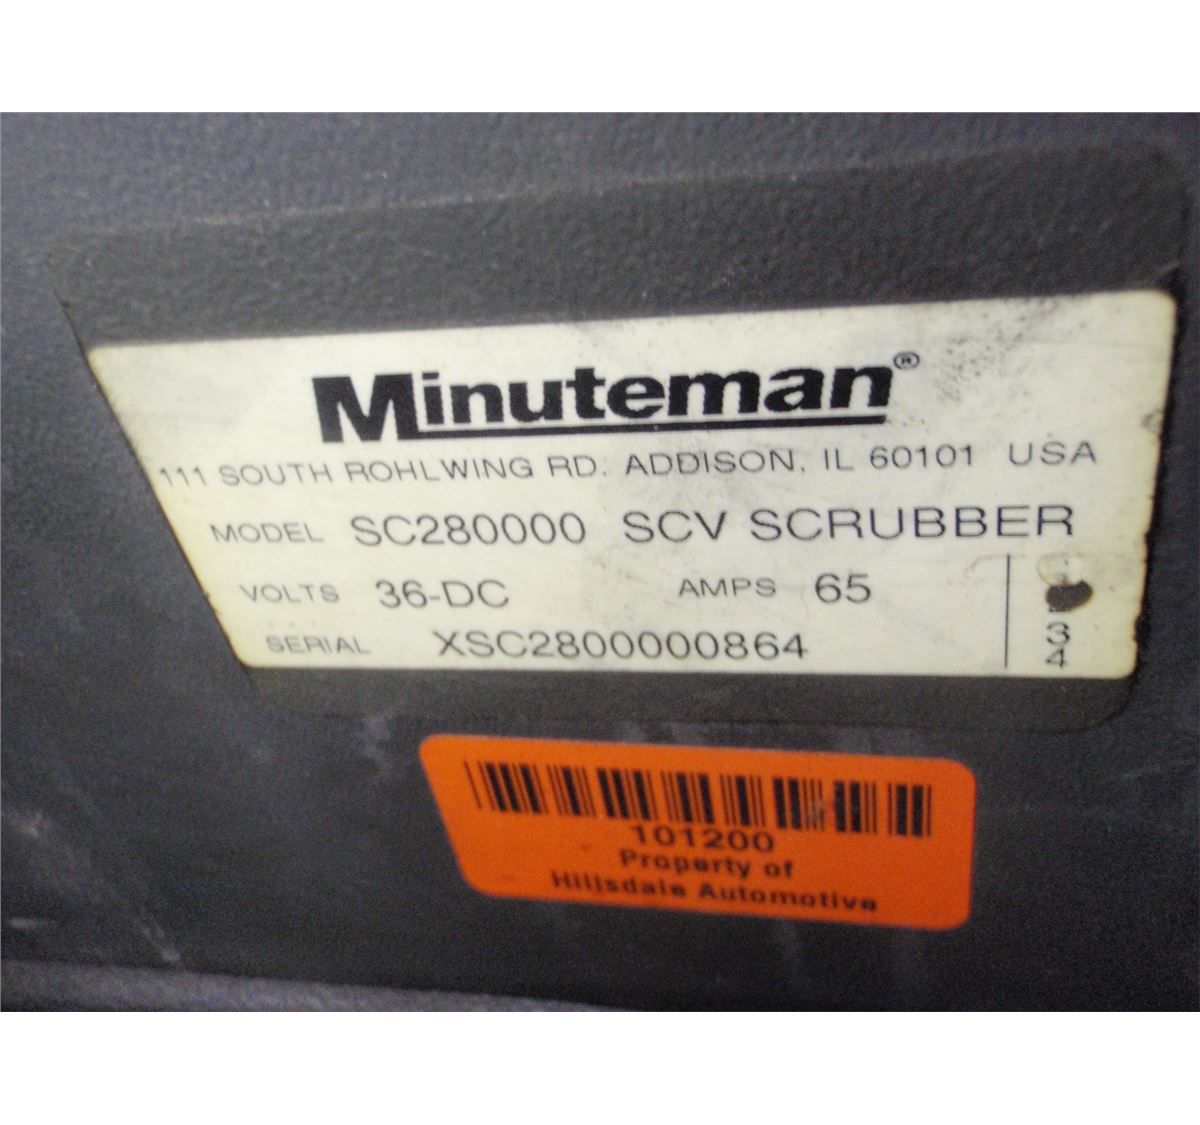 Minuteman®
111 SOUTH ROHLWING RD. ADDISON, IL 60101 USA
MODEL SC280000 SCV SCRUBBER
VOLTS 36-DC AMPS 65
SERIAL XSC2800000864
3
4
101200
Property of
Hillsdale Automotive